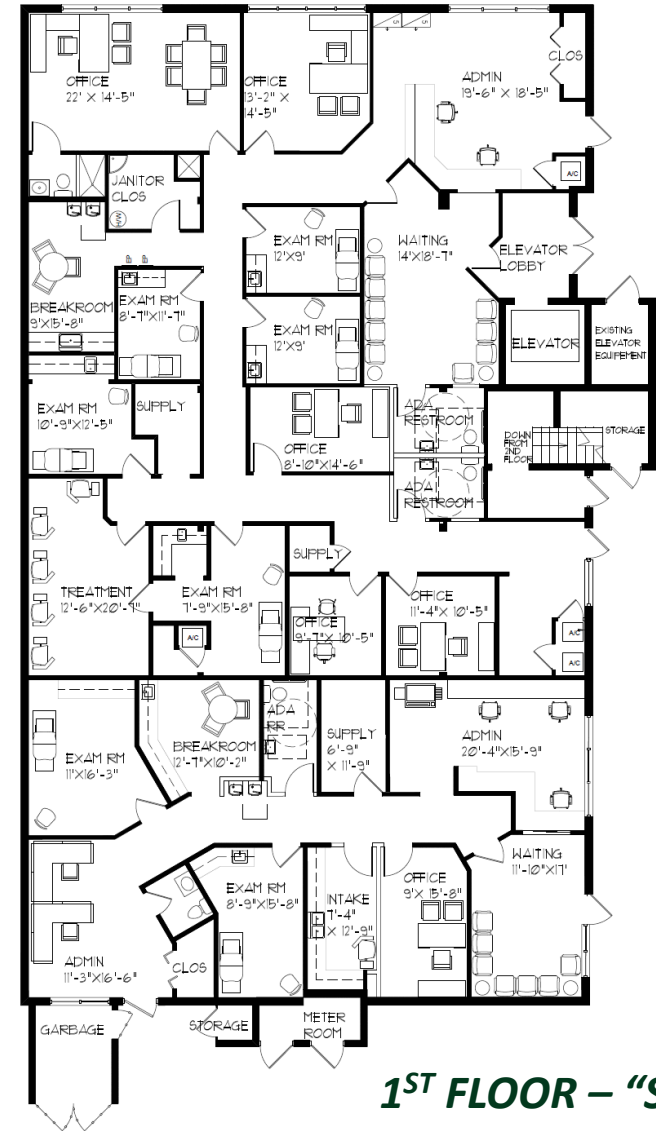 OFFICE
22' X 14'-5"
OFFICE
13'-2" X
14'-5"
5
5
CLOS
ADMIN
19'-6" X 18'-5"
A/C
JANITOR
CLOS
EXAM RM
12'X9'
WAITING
14'X18'-7"
ELEVATOR
LOBBY
BREAKROOM
9'X15'-8"
EXAM RM
8'-7"X11'-7"
EXAM RM
12'X9'
ELEVATOR
EXISTING
ELEVATOR
EQUIPEMENT
EXAM RM
10'-9"X12'-5"
SUPPLY
OFFICE
8'-10"X14'-6"
ADA
RESTROOM
ADA
RESTROOM
DOWN
FROM
2ND
FLOOR
STORAGE
TREATMENT
12'-6"X20'-7"
EXAM RM
7'-9"X15'-8"
A/C
SUPPLY
OFFICE
9'-7"X 10'-5"
OFFICE
11'-4"X 10'-5"
A/C
A/C
EXAM RM
11'X16'-3"
BREAKROOM
12'-7"X10'-2"
ADA
RR
SUPPLY
6'-9"
X 11'-9"
ADMIN
20'-4"X15'-9"
WAITING
11'-10"X17'
ADMIN
11'-3"X16'-6"
CLOS
EXAM RM
8'-9"X15'-8"
INTAKE
7'-4"
X 12'-9"
OFFICE
9'X 15'-8"
GARBAGE
STORAGE
METER
ROOM
1ST FLOOR – "S